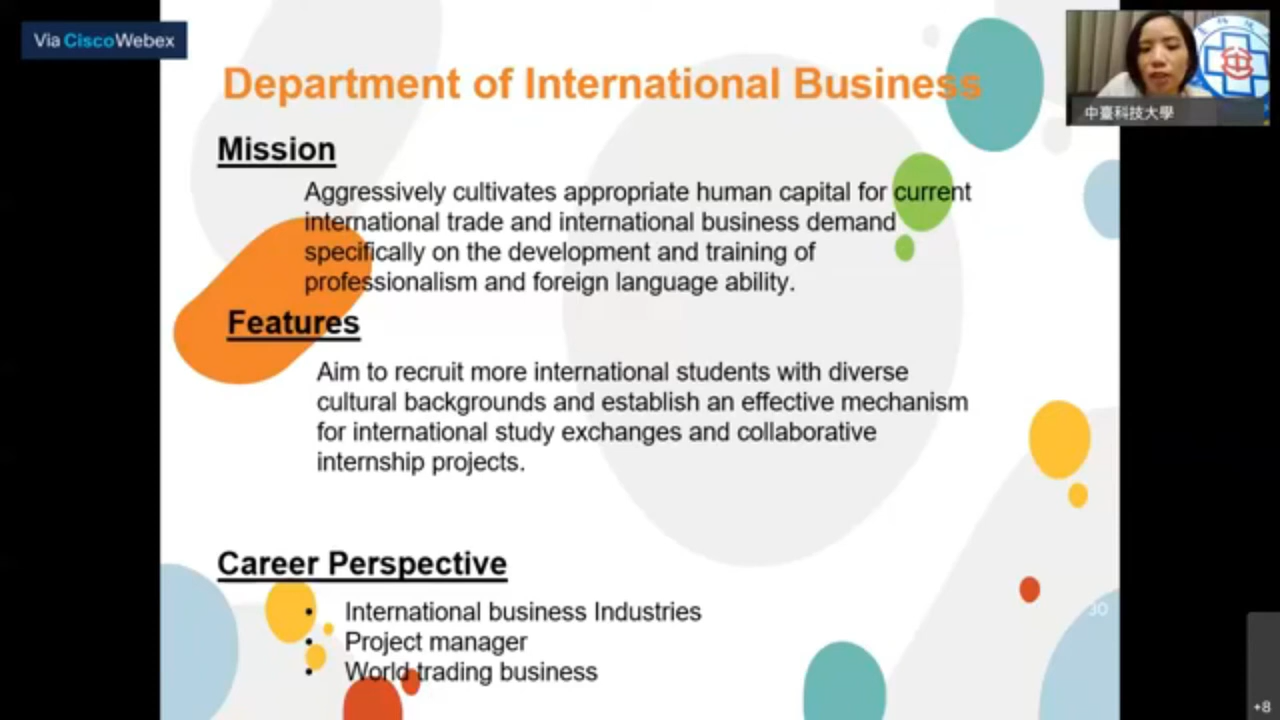 Via Cisco Webex
Department of International Business
中臺科技大學
Mission
Aggressively cultivates appropriate human capital for current
international trade and international business demand
specifically on the development and training of
professionalism and foreign language ability.
Features
Aim to recruit more international students with diverse
cultural backgrounds and establish an effective mechanism
for international study exchanges and collaborative
internship projects.
Career Perspective
• International business Industries
30
• Project manager
• World trading business
+8